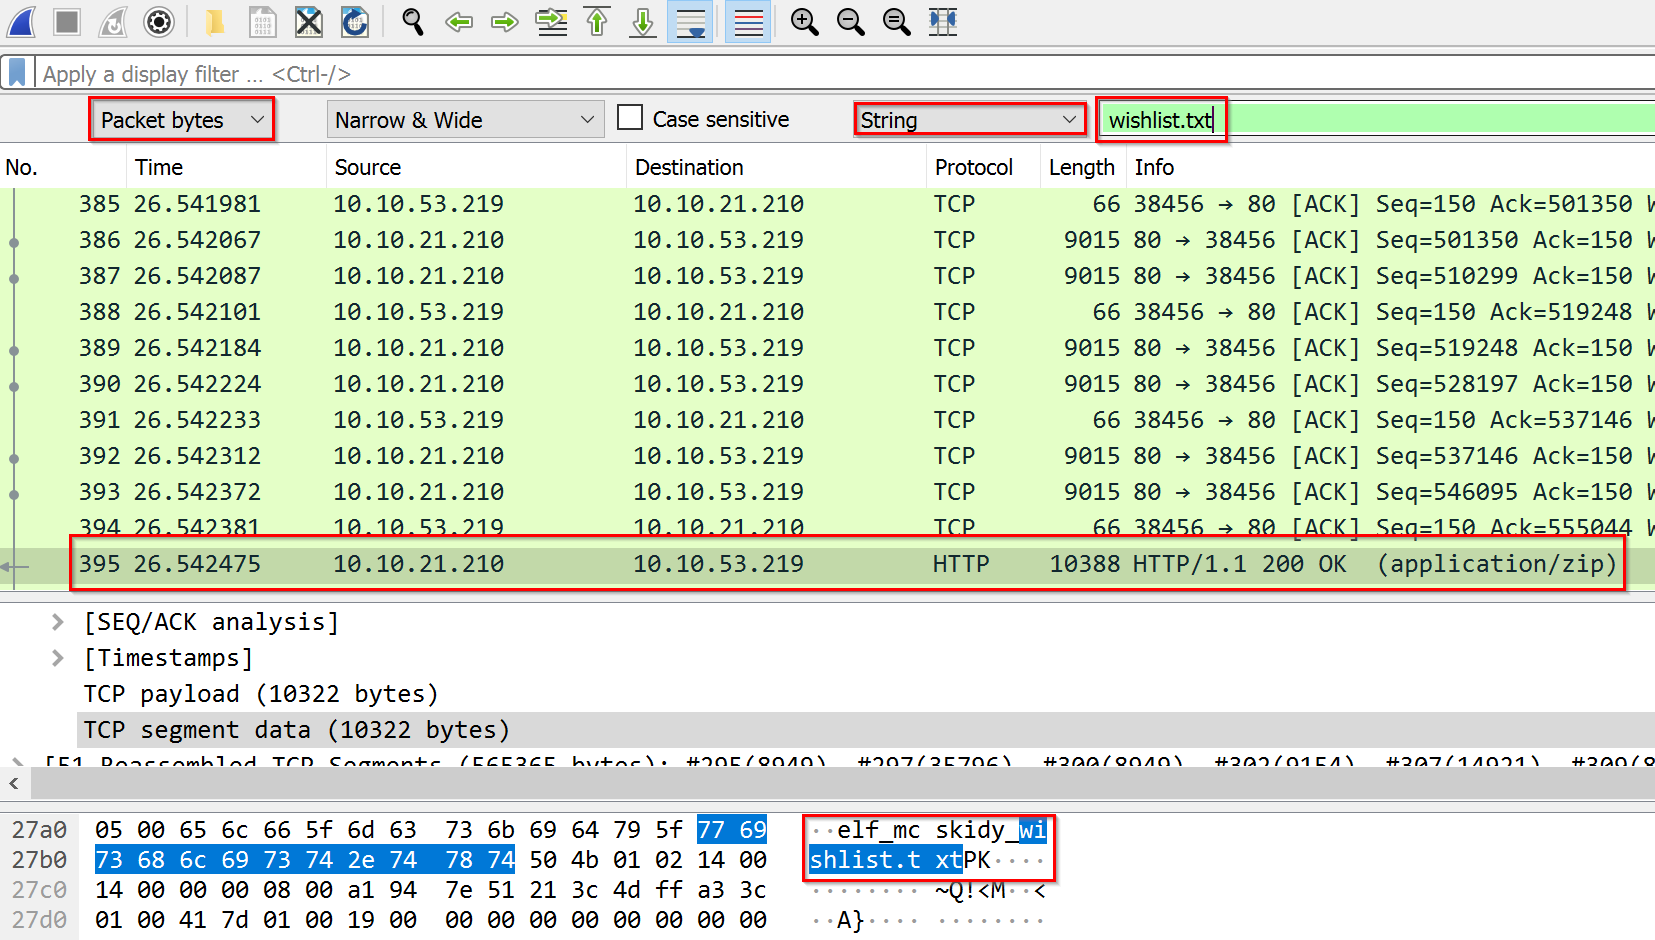 Apply a display filter ... <Ctrl-/>
Packet bytes Narrow & Wide Case sensitive String wishlist.txt
No. Time Source Destination Protocol Length Info
385 26.541981 10.10.53.219 10.10.21.210 TCP 66 38456 → 80 [ACK] Seq=150 Ack=501350 W
386 26.542067 10.10.21.210 10.10.53.219 TCP 9015 80 → 38456 [ACK] Seq=501350 Ack=150 W
387 26.542087 10.10.21.210 10.10.53.219 TCP 9015 80 → 38456 [ACK] Seq=510299 Ack=150 W
388 26.542101 10.10.53.219 10.10.21.210 TCP 66 38456 → 80 [ACK] Seq=150 Ack=519248 W
389 26.542184 10.10.21.210 10.10.53.219 TCP 9015 80 → 38456 [ACK] Seq=519248 Ack=150 W
390 26.542224 10.10.21.210 10.10.53.219 TCP 9015 80 → 38456 [ACK] Seq=528197 Ack=150 W
391 26.542233 10.10.53.219 10.10.21.210 TCP 66 38456 → 80 [ACK] Seq=150 Ack=537146 W
392 26.542312 10.10.21.210 10.10.53.219 TCP 9015 80 → 38456 [ACK] Seq=537146 Ack=150 W
393 26.542372 10.10.21.210 10.10.53.219 TCP 9015 80 → 38456 [ACK] Seq=546095 Ack=150 W
394 26.542381 10.10.53.219 10.10.21.210 TCP 66 38456 → 80 [ACK] Seq=150 Ack=555044 W
395 26.542475 10.10.21.210 10.10.53.219 HTTP 10388 HTTP/1.1 200 OK (application/zip)
[SEQ/ACK analysis]
[Timestamps]
TCP payload (10322 bytes)
TCP segment data (10322 bytes)
[51 Reassembled TCP Segments (565365 bytes): #295(8949), #297(35796), #300(8949), #302(9154), #307(14921), #309(8
27a0 05 00 65 6c 66 5f 6d 63 73 6b 69 64 79 5f 77 69 ··elf_mc skidy_wi
27b0 73 68 6c 69 73 74 2e 74 78 74 50 4b 01 02 14 00 shlist.t xtPK····
27c0 14 00 00 00 08 00 a1 94 7e 51 21 3c 4d ff a3 3c ········ ~Q!<M··<
27d0 01 00 41 7d 01 00 19 00 00 00 00 00 00 00 00 00 ··A}···· ········